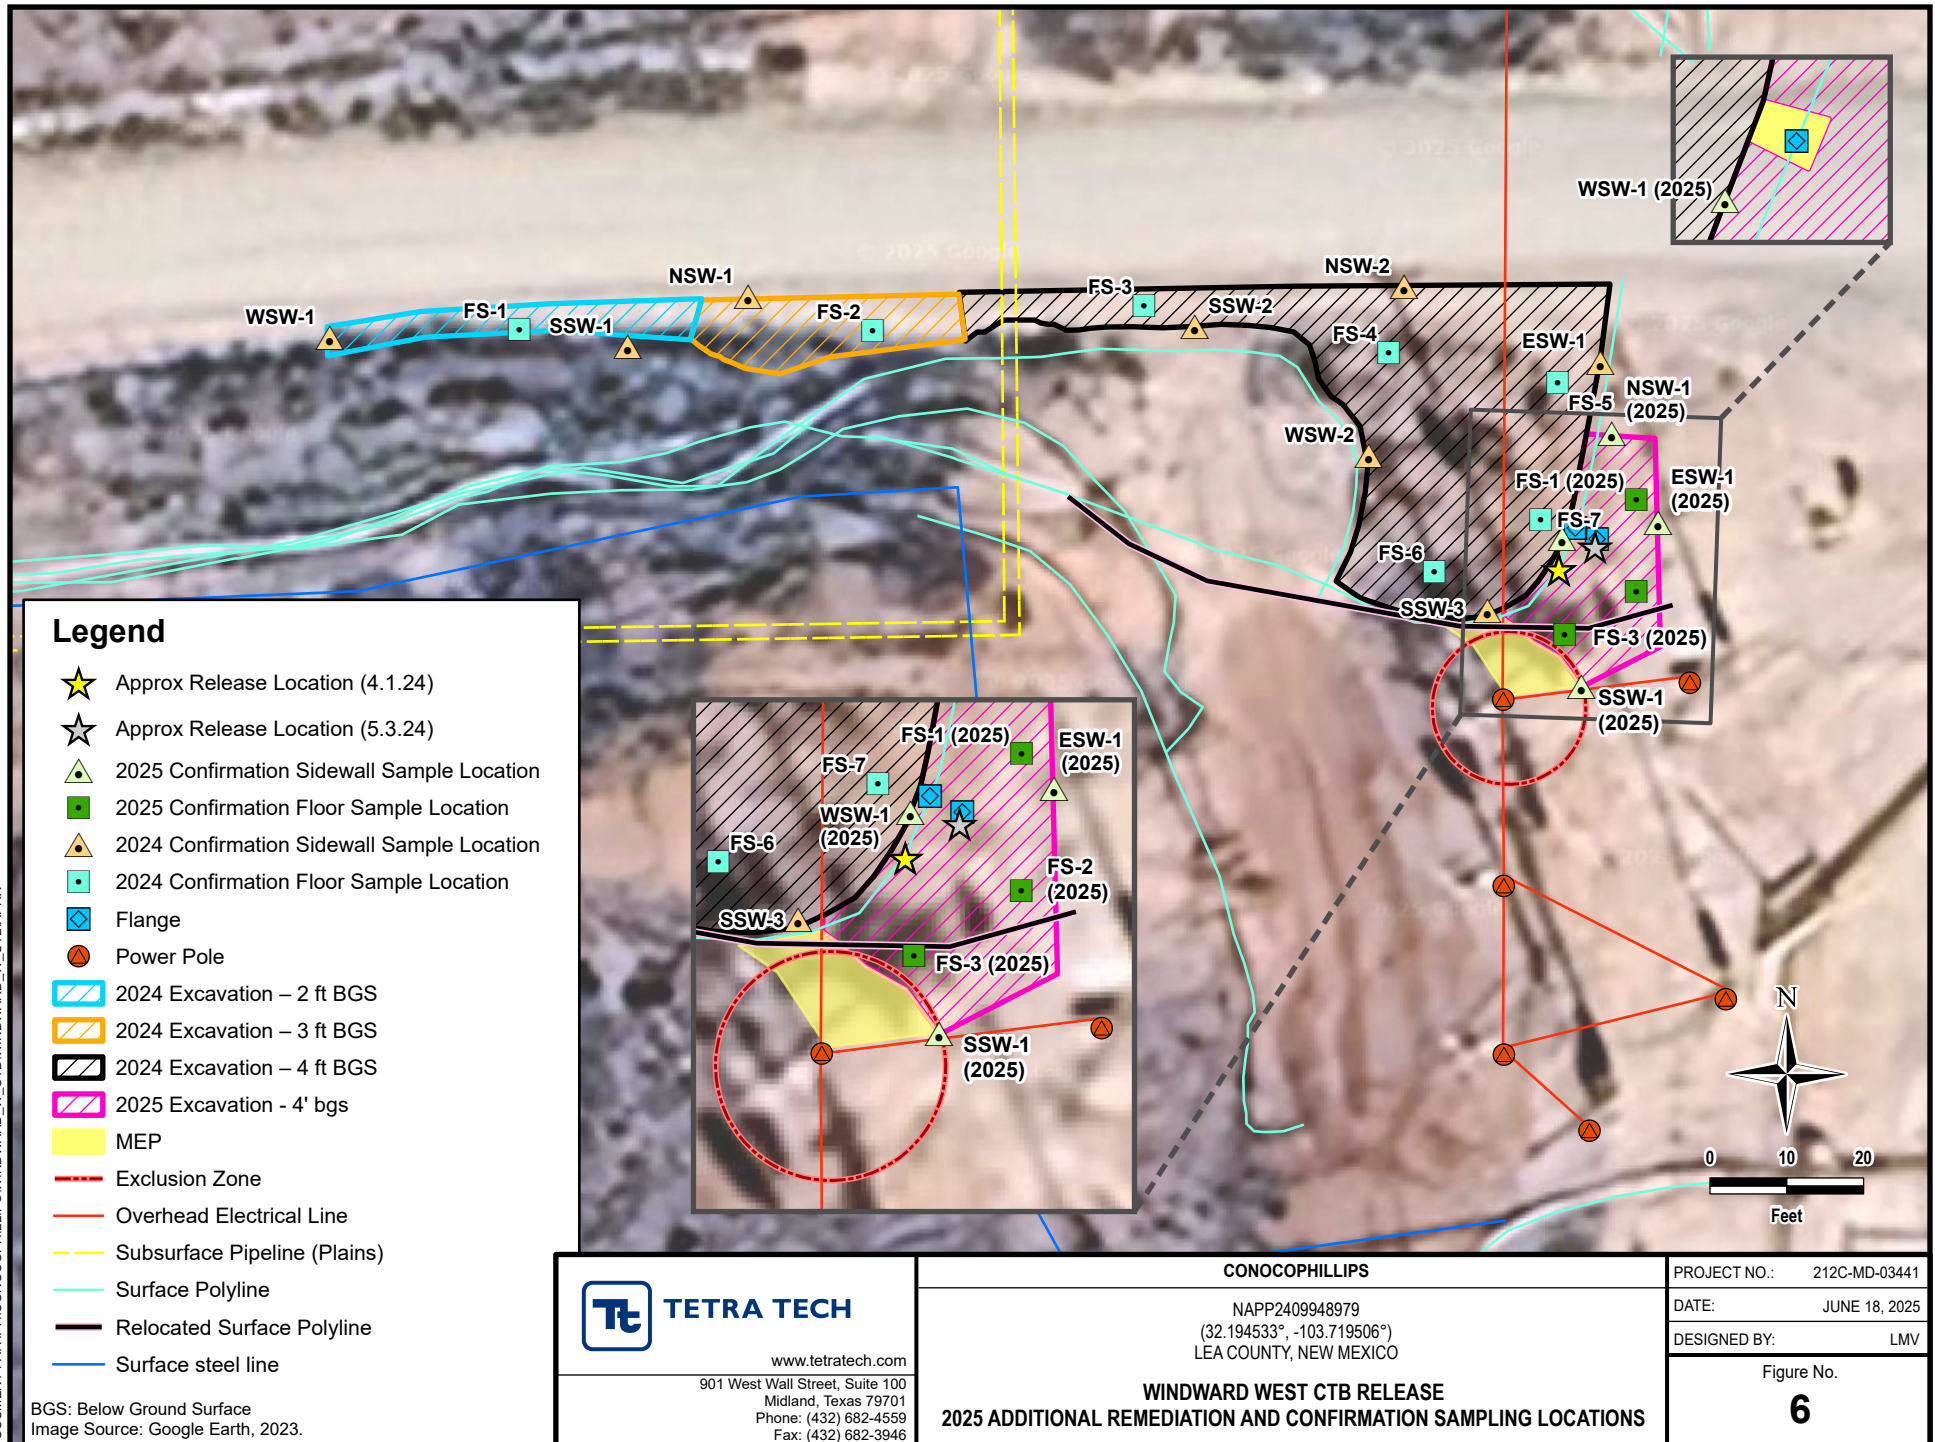 © 2025 Google
WSW-1 (2025)
© 2025 Google
NSW-1
NSW-2
WSW-1
FS-1
SSW-1
FS-2
FS-3
SSW-2
FS-4
ESW-1
FS-5
NSW-1
(2025)
WSW-2
FS-1 (2025)
ESW-1
(2025)
FS-7
FS-6
SSW-3
FS-3 (2025)
SSW-1
(2025)
FS-1 (2025)
ESW-1
(2025)
FS-7
WSW-1
(2025)
FS-6
FS-2
(2025)
SSW-3
FS-3 (2025)
SSW-1
(2025)
Legend
Approx Release Location (4.1.24)
Approx Release Location (5.3.24)
2025 Confirmation Sidewall Sample Location
2025 Confirmation Floor Sample Location
2024 Confirmation Sidewall Sample Location
2024 Confirmation Floor Sample Location
Flange
Power Pole
2024 Excavation – 2 ft BGS
2024 Excavation – 3 ft BGS
2024 Excavation – 4 ft BGS
2025 Excavation - 4' bgs
MEP
Exclusion Zone
Overhead Electrical Line
Subsurface Pipeline (Plains)
Surface Polyline
Relocated Surface Polyline
Surface steel line
BGS: Below Ground Surface
Image Source: Google Earth, 2023.
N
0 10 20
Feet
Tt
TETRA TECH
www.tetratech.com
901 West Wall Street, Suite 100
Midland, Texas 79701
Phone: (432) 682-4559
Fax: (432) 682-3946
CONOCOPHILLIPS
NAPP2409948979
(32.194533°, -103.719506°)
LEA COUNTY, NEW MEXICO
WINDWARD WEST CTB RELEASE
2025 ADDITIONAL REMEDIATION AND CONFIRMATION SAMPLING LOCATIONS
PROJECT NO.: 212C-MD-03441
DATE: JUNE 18, 2025
DESIGNED BY: LMV
Figure No.
6